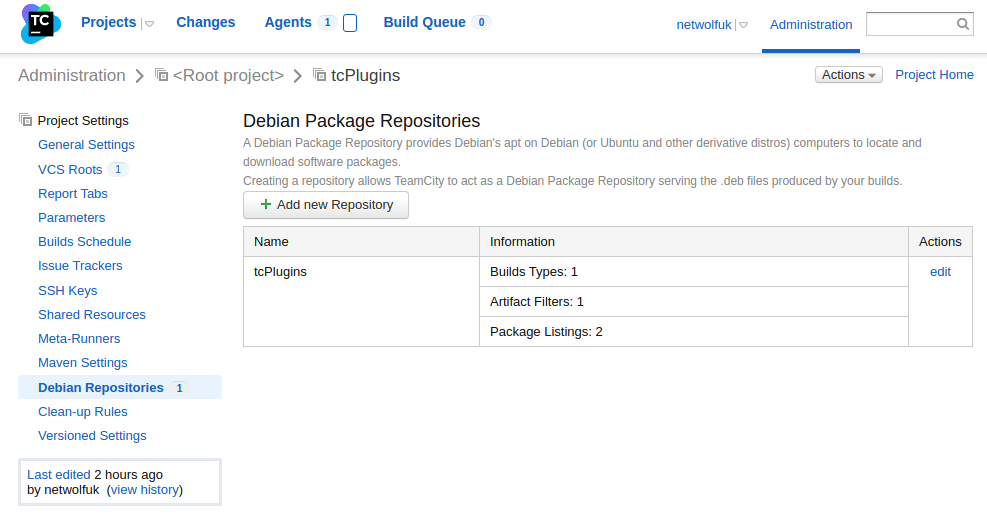 TC
Projects
Changes
Agents 1
Build Queue 0
netwolfuk
Administration
Administration
<Root project>
tcPlugins
Actions
Project Home
Project Settings
General Settings
VCS Roots 1
Report Tabs
Parameters
Builds Schedule
Issue Trackers
SSH Keys
Shared Resources
Meta-Runners
Maven Settings
Debian Repositories 1
Clean-up Rules
Versioned Settings
Last edited 2 hours ago
by netwolfuk (view history)
Debian Package Repositories
A Debian Package Repository provides Debian's apt on Debian (or Ubuntu and other derivative distros) computers to locate and
download software packages.
Creating a repository allows TeamCity to act as a Debian Package Repository serving the .deb files produced by your builds.
Add new Repository
Name Information Actions
tcPlugins Builds Types: 1 edit
Artifact Filters: 1
Package Listings: 2